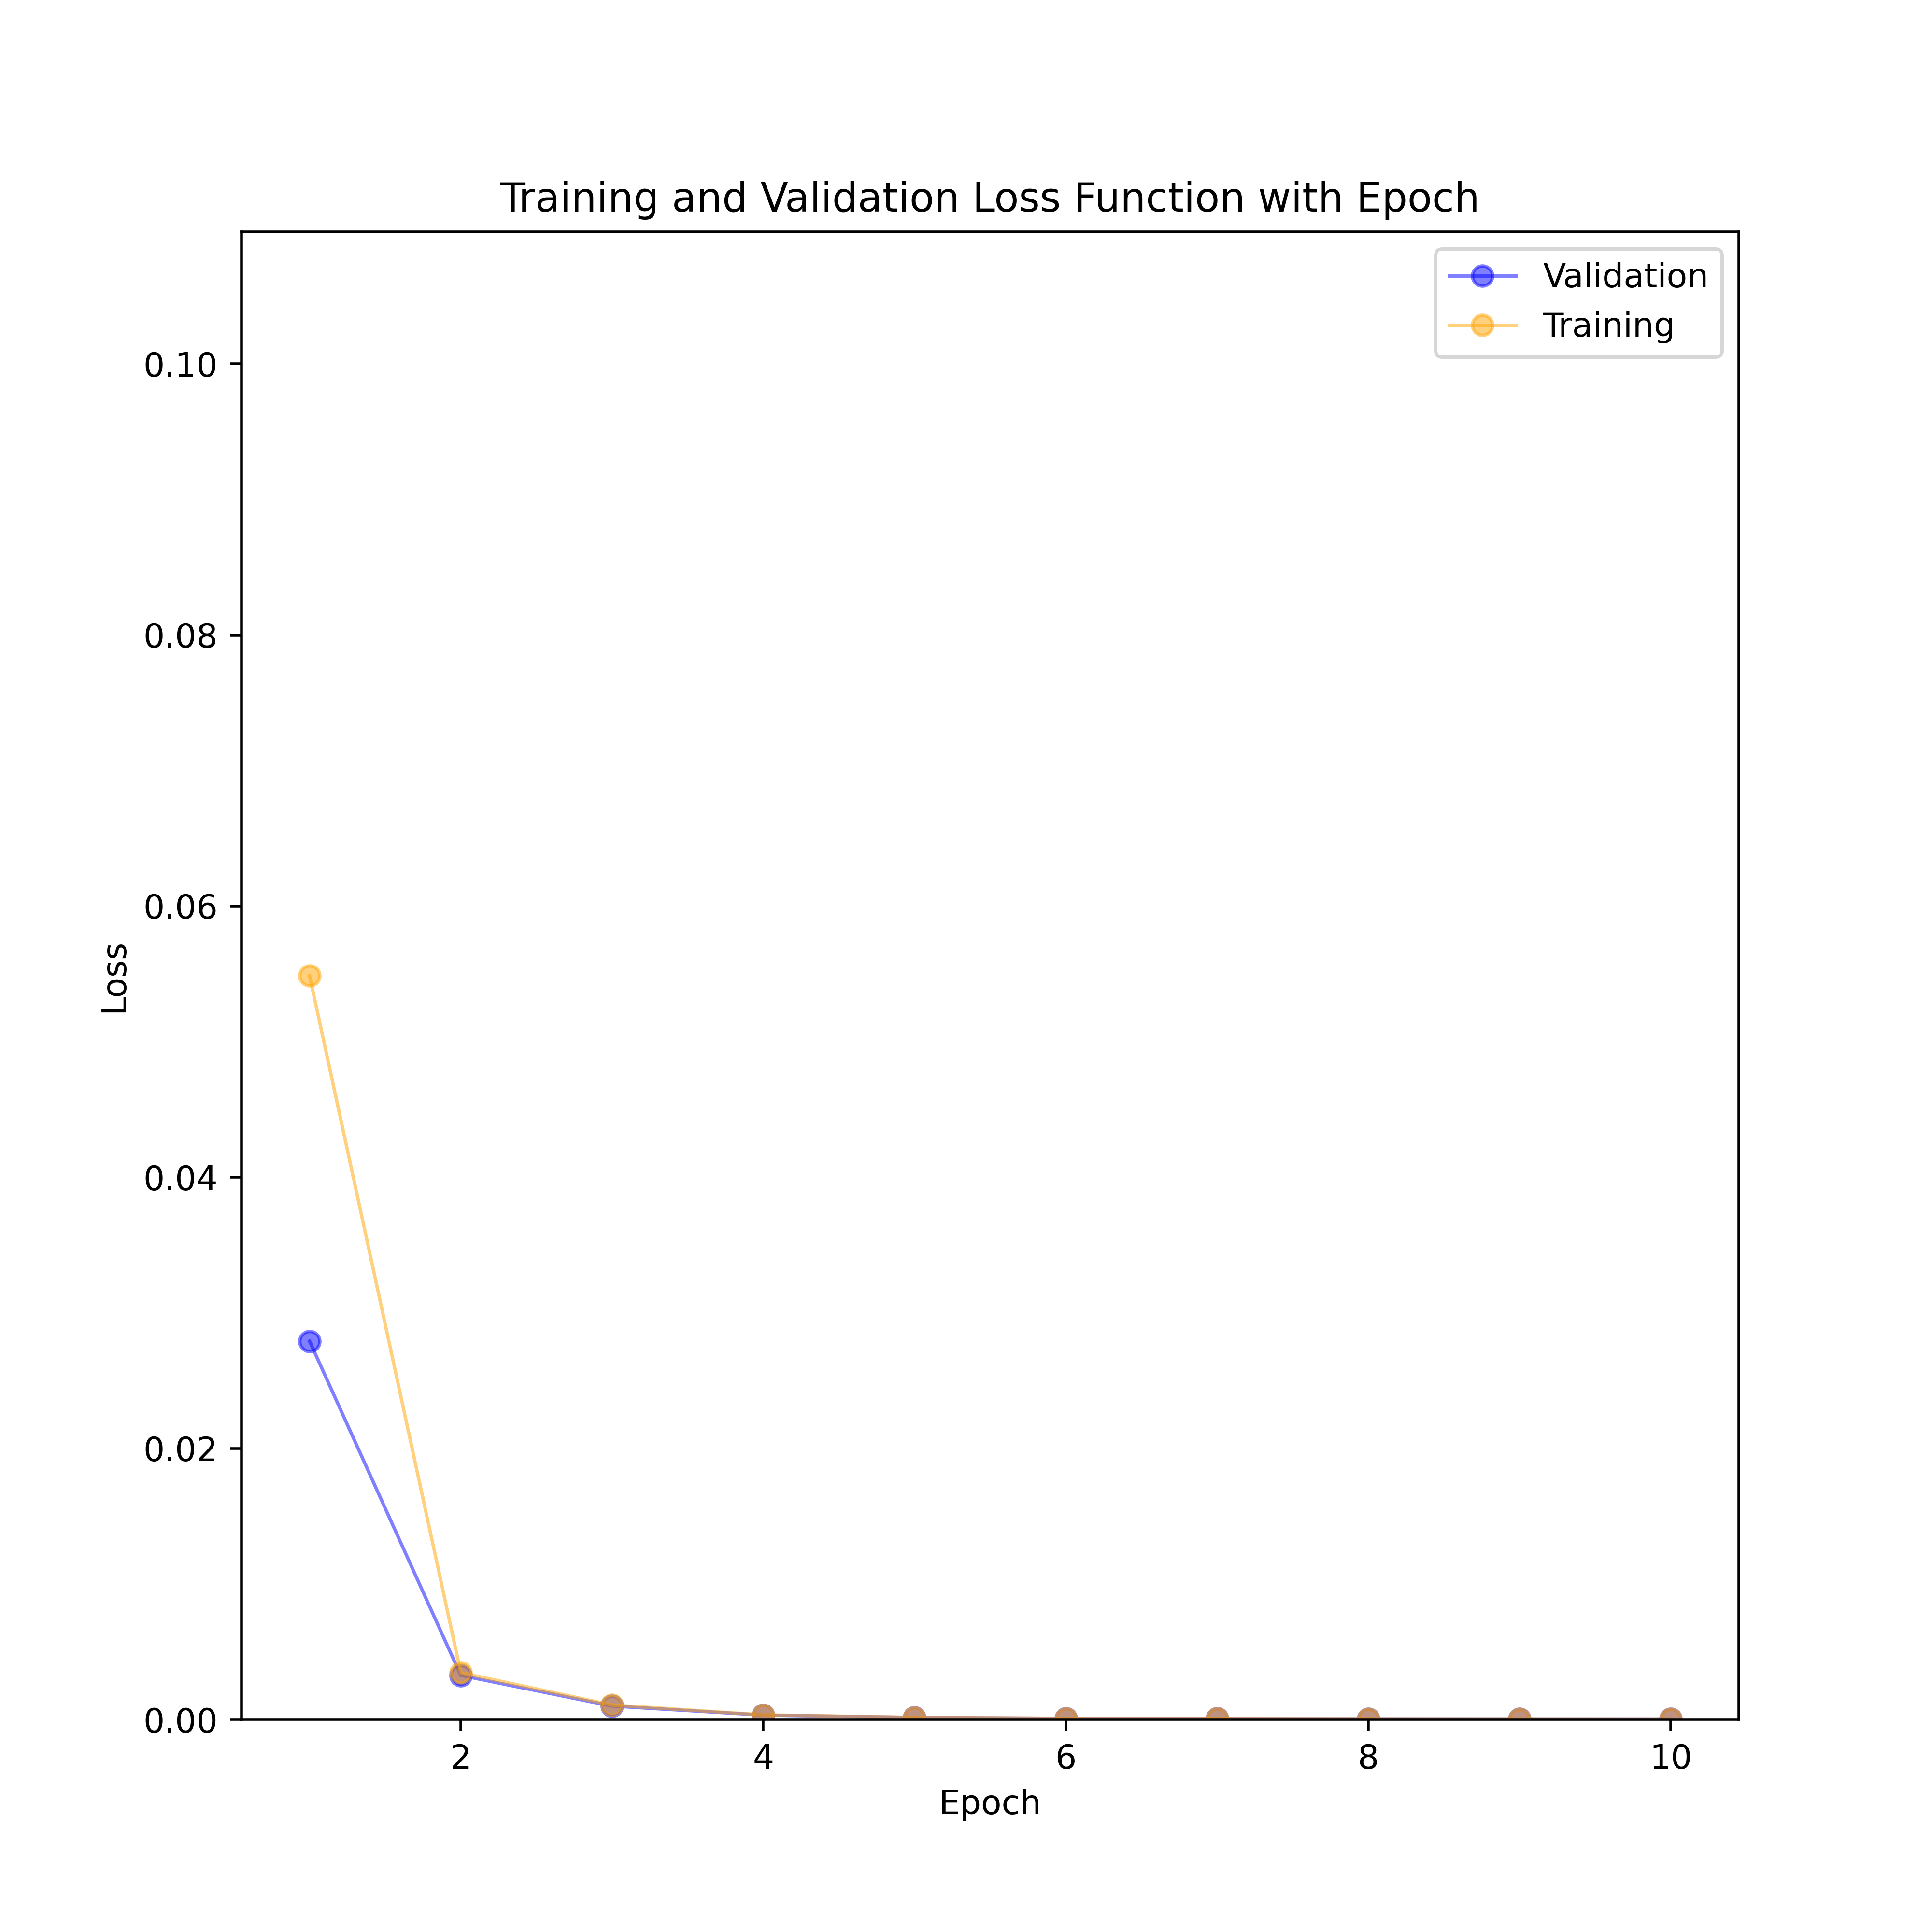 Training and Validation Loss Function with Epoch
Validation
Training
0.10
0.08
0.06
0.04
0.02
0.00
Loss
2 4 6 8 10
Epoch